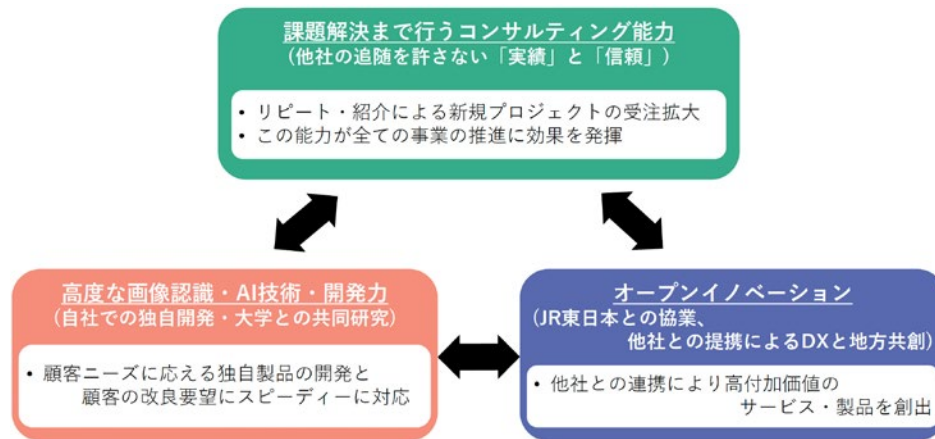 課題解決まで行うコンサルティング能力
(他社の追随を許さない「実績」と「信頼」)
• リピート・紹介による新規プロジェクトの受注拡大
• この能力が全ての事業の推進に効果を発揮
高度な画像認識・AI技術・開発力
(自社での独自開発・大学との共同研究)
• 顧客ニーズに応える独自製品の開発と
顧客の改良要望にスピーディーに対応
オープンイノベーション
(JR東日本との協業、
他社との提携によるDXと地方共創)
• 他社との連携により高付加価値の
サービス・製品を創出